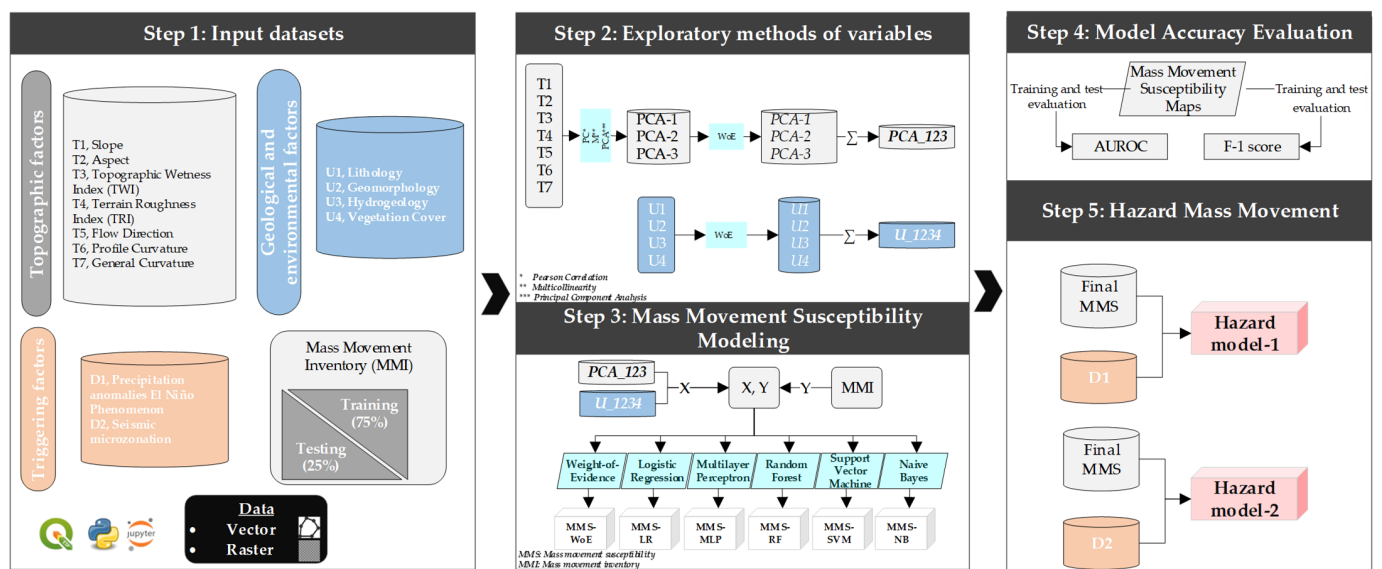 Step 1: Input datasets
Topographic factors
T1, Slope
T2, Aspect
T3, Topographic Wetness
Index (TWI)
T4, Terrain Roughness
Index (TRI)
T5, Flow Direction
T6, Profile Curvature
T7, General Curvature
Geological and
environmental factors
U1, Lithology
U2, Geomorphology
U3, Hydrogeology
U4, Vegetation Cover
Triggering factors
D1, Precipitation
anomalies El Niño
Phenomenon
D2, Seismic
microzonation
Mass Movement
Inventory (MMI)
Training
(75%)
Testing
(25%)
jupyter
Data
• Vector
• Raster
Step 2: Exploratory methods of variables
T1
T2
T3
T4
T5
T6
T7
PC*
M**
PCA***
PCA-1
PCA-2
PCA-3
WoE
PCA-1
PCA-2
PCA-3
∑
PCA_123
U1
U2
U3
U4
WoE
U1
U2
U3
U4
∑
U_1234
* Pearson Correlation
** Multicollinearity
*** Principal Component Analysis
Step 3: Mass Movement Susceptibility
Modeling
PCA_123
U_1234
X
X, Y
Y
MMI
Weight-of-
Evidence
Logistic
Regression
Multilayer
Perceptron
Random
Forest
Support
Vector
Machine
Naive
Bayes
MMS-
WoE
MMS-
LR
MMS-
MLP
MMS-
RF
MMS-
SVM
MMS-
NB
MMS: Mass movement susceptibility
MMI: Mass movement inventory
Step 4: Model Accuracy Evaluation
Mass Movement
Susceptibility
Maps
Training and test
evaluation
Training and test
evaluation
AUROC
F-1 score
Step 5: Hazard Mass Movement
Final
MMS
D1
Hazard
model-1
Final
MMS
D2
Hazard
model-2